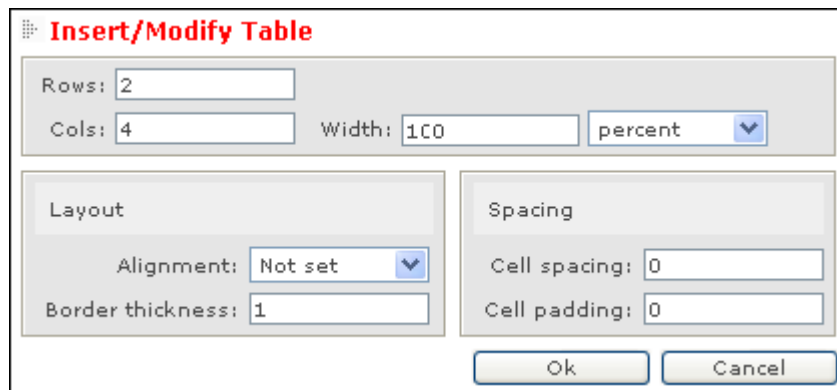 Insert/Modify Table
Rows: 2
Cols: 4 Width: 100 percent
Layout
Alignment: Not set
Border thickness: 1
Spacing
Cell spacing: 0
Cell padding: 0
Ok Cancel